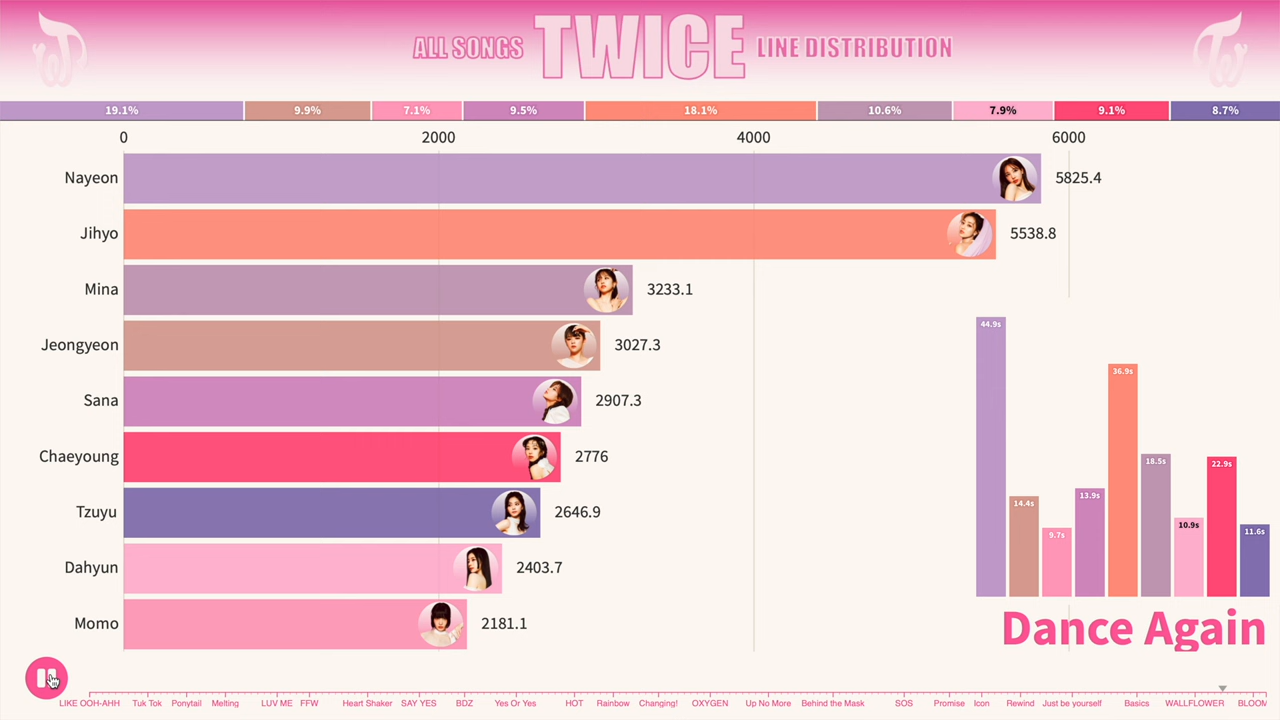 ALL SONGS TWICE LINE DISTRIBUTION
19.1% 9.9% 7.1% 9.5% 18.1% 10.6% 7.9% 9.1% 8.7%
0 2000 4000 6000
Nayeon 5825.4
Jihyo 5538.8
Mina 3233.1
Jeongyeon 3027.3
Sana 2907.3
Chaeyoung 2776
Tzuyu 2646.9
Dahyun 2403.7
Momo 2181.1
44.9s 14.4s 9.7s 13.9s 36.9s 18.5s 10.9s 22.9s 11.6s
Dance Again
LIKE OOH-AHH Tuk Tok Ponytail Melting LUV ME FFW Heart Shaker SAY YES BDZ Yes Or Yes HOT Rainbow Changing! OXYGEN Up No More Behind the Mask SOS Promise Icon Rewind Just be yourself Basics WALLFLOWER BLOOM